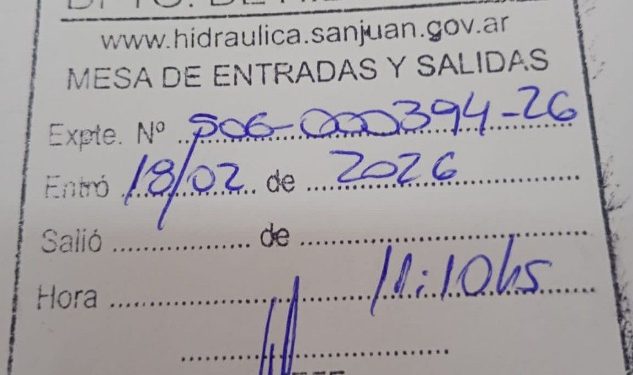 www.hidraulica.sanjuan.gov.ar
MESA DE ENTRADAS Y SALIDAS
Expte. Nº 506-000394-26
Entró 18/02 de 2026
Salió de
Hora 11:10hs